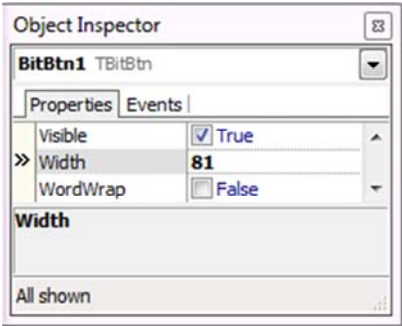 Object Inspector
BitBtn1 TBitBtn
Properties Events
Visible True
» Width 81
WordWrap False
Width
All shown